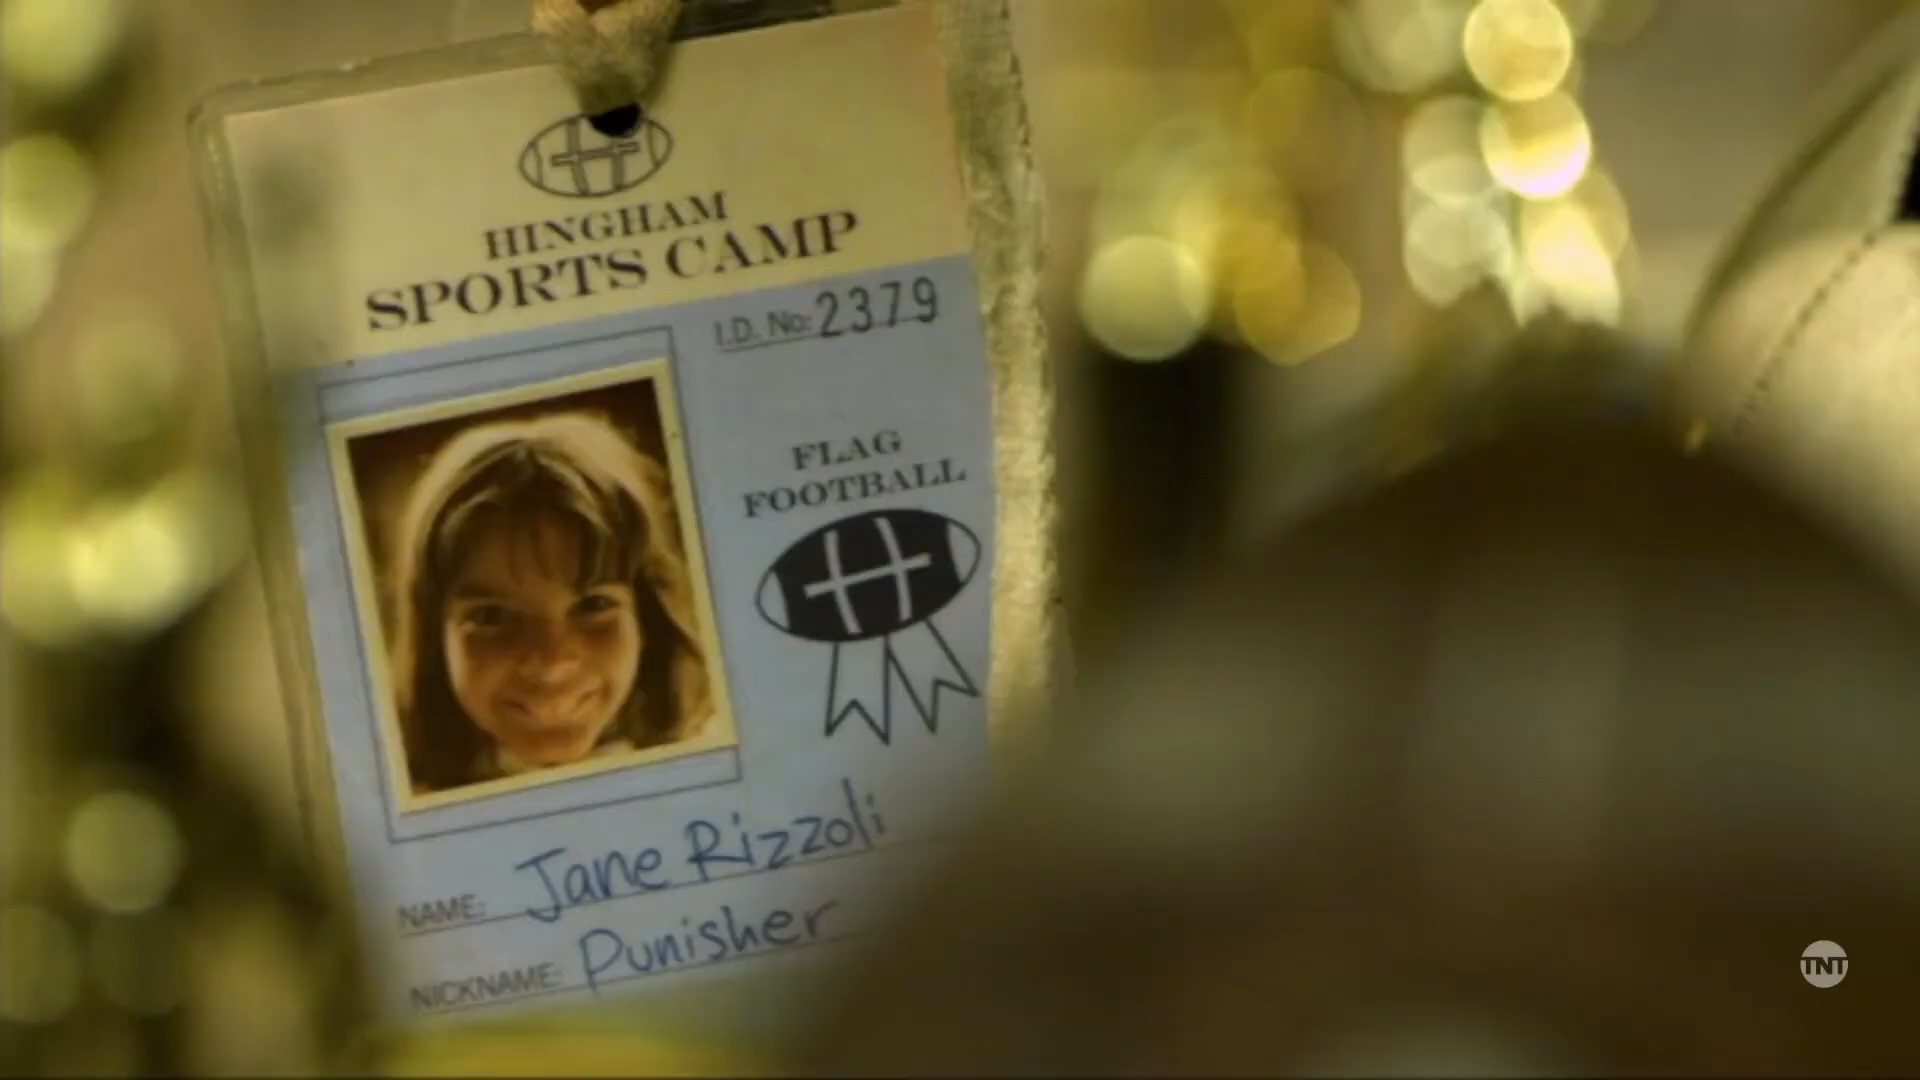 HINGHAM
SPORTS CAMP
I.D. No: 2379
FLAG
FOOTBALL
H
NAME: Jane Rizzoli
NICKNAME: Punisher
TNT